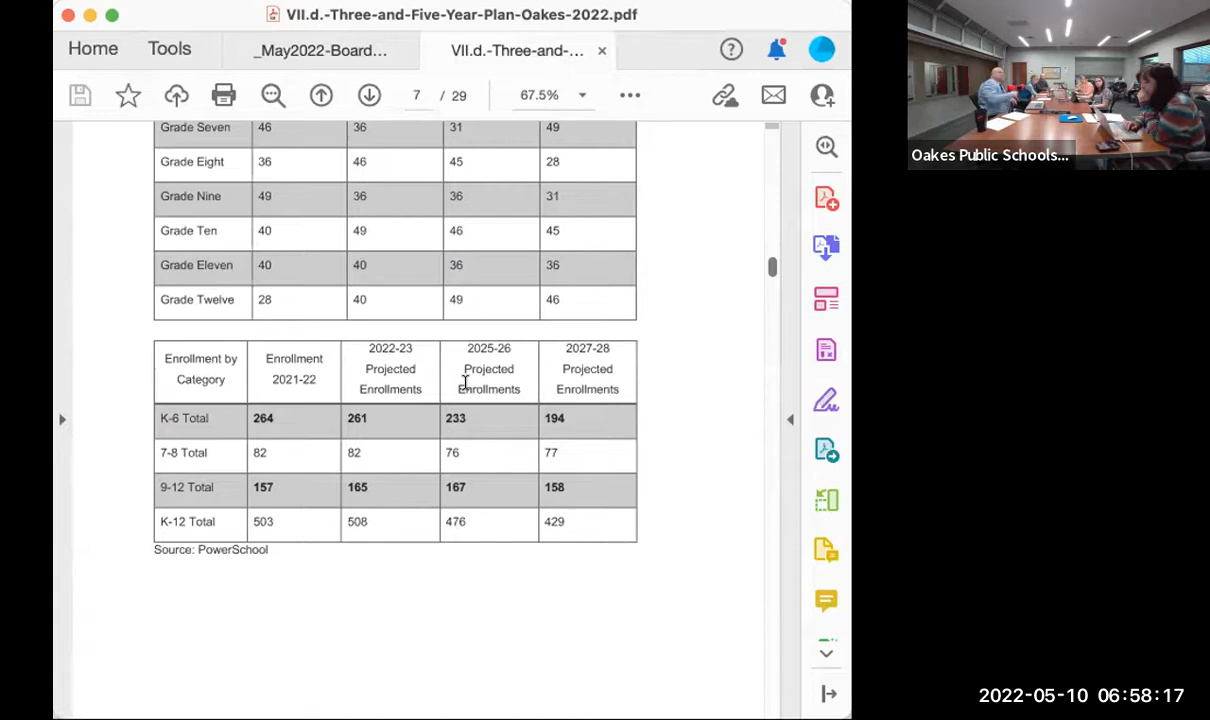 VII.d.-Three-and-Five-Year-Plan-Oakes-2022.pdf
Home Tools _May2022-Board... VII.d.-Three-and-... ×
7 / 29 67.5%
Grade Seven 46 36 31 49
Grade Eight 36 46 45 28
Grade Nine 49 36 36 31
Grade Ten 40 49 46 45
Grade Eleven 40 40 36 36
Grade Twelve 28 40 49 46
Enrollment by Category Enrollment 2021-22 2022-23 Projected Enrollments 2025-26 Projected Enrollments 2027-28 Projected Enrollments
K-6 Total 264 261 233 194
7-8 Total 82 82 76 77
9-12 Total 157 165 167 158
K-12 Total 503 508 476 429
Source: PowerSchool
Oakes Public Schools...
2022-05-10 06:58:17